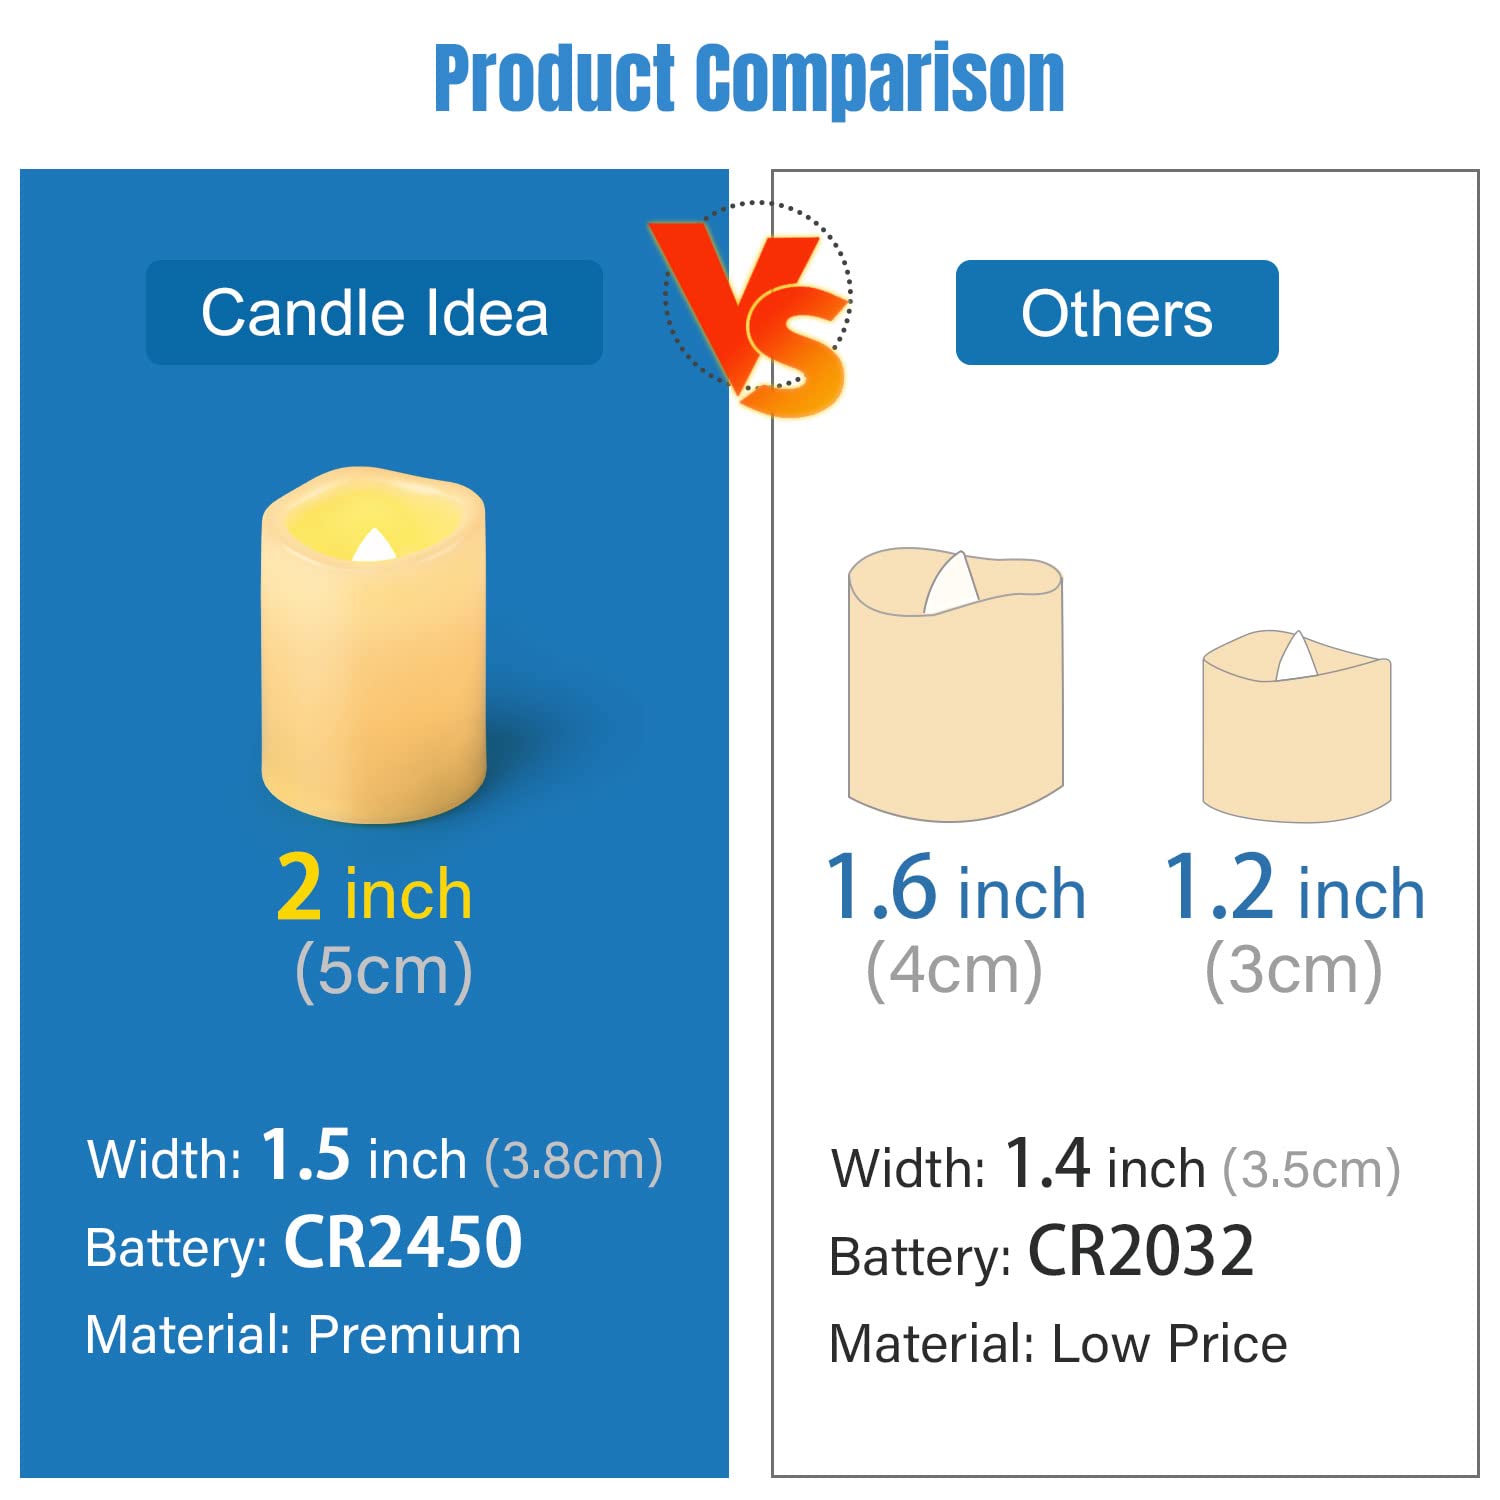 Product Comparison
Candle Idea
VS
Others
2 inch
(5cm)
1.6 inch
(4cm)
1.2 inch
(3cm)
Width: 1.5 inch (3.8cm)
Battery: CR2450
Material: Premium
Width: 1.4 inch (3.5cm)
Battery: CR2032
Material: Low Price